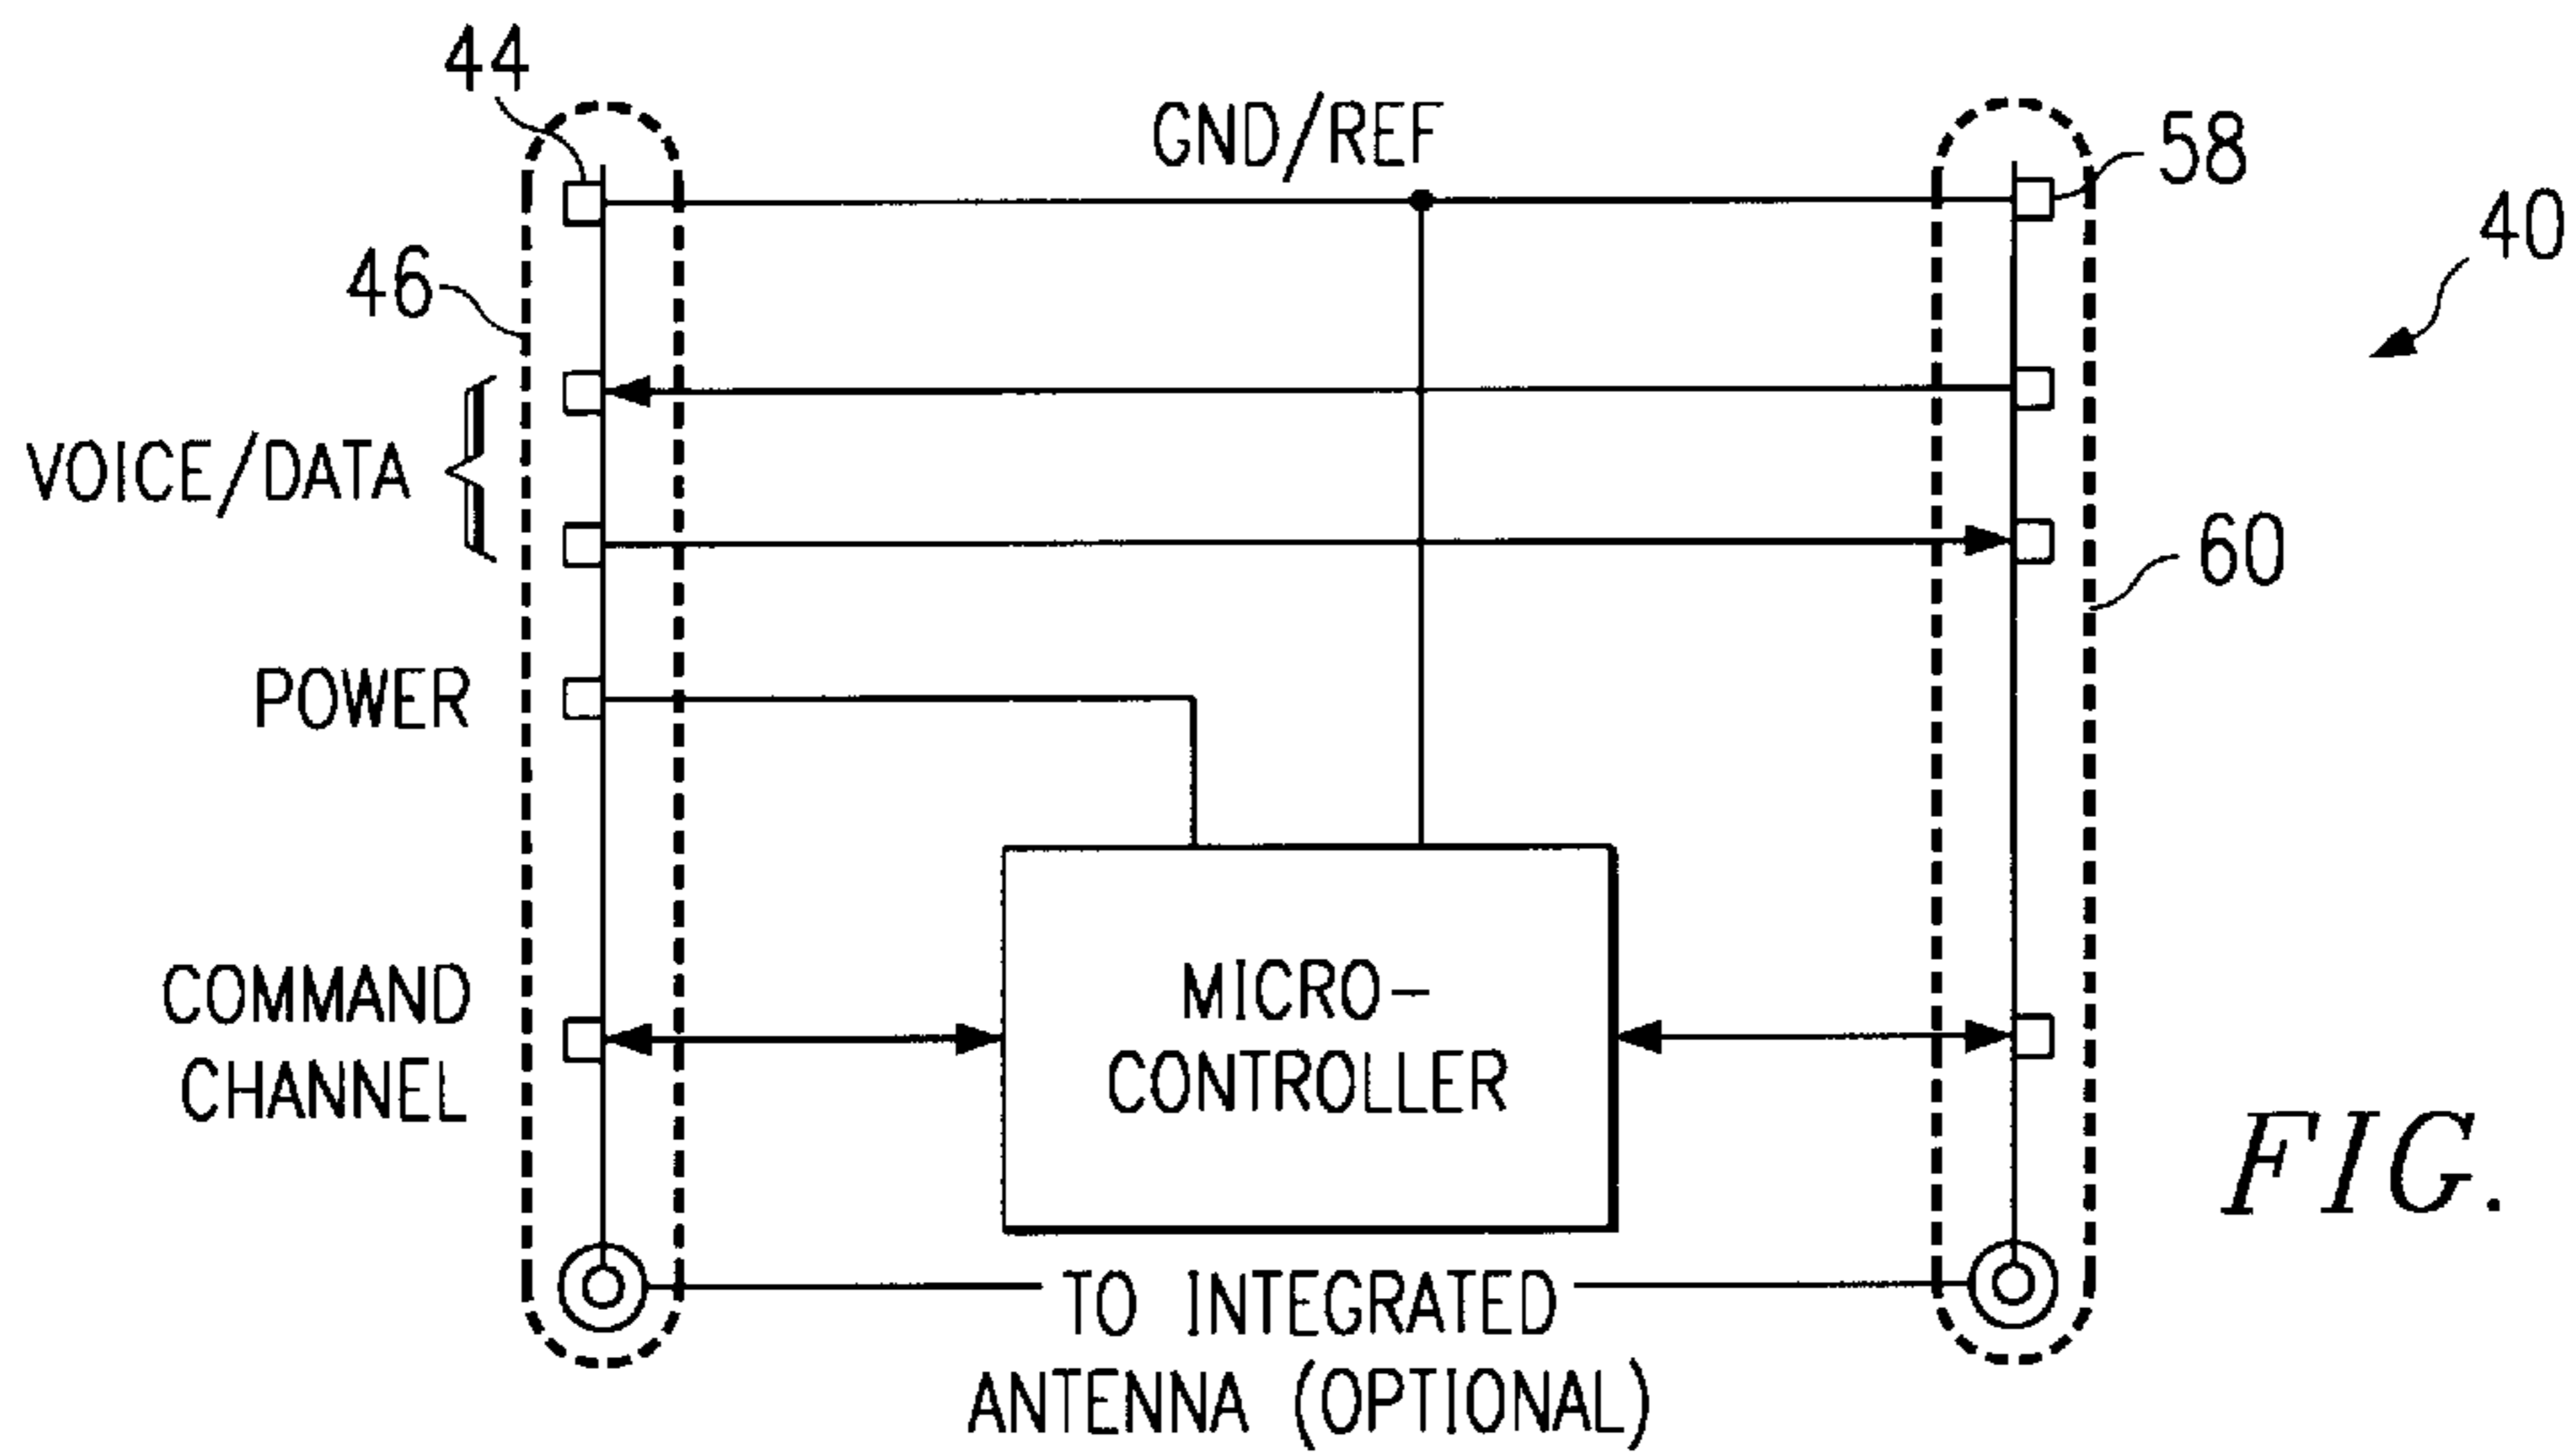 44
GND/REF
58
40
46
VOICE/DATA
60
POWER
COMMAND
CHANNEL
MICRO-
CONTROLLER
FIG.
TO INTEGRATED
ANTENNA (OPTIONAL)